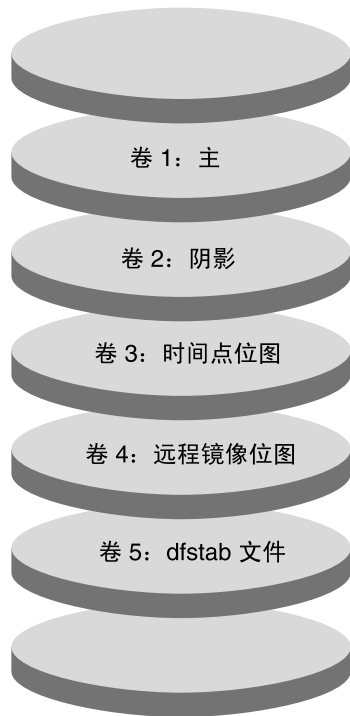 卷 1：主
卷 2：阴影
卷 3：时间点位图
卷 4：远程镜像位图
卷 5：dfstab 文件